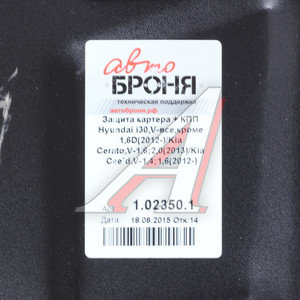 авто
БРОНЯ
техническая поддержка
автоброня.рф
Защита картера + КПП
Hyundai i30,V-все,кроме
1,6D(2012-)/Kia
Cerato,V-1,6;2,0(2013)/Kia
Cee'd,V-1,4;1,6(2012-)
Арт. 1.02350.1
Дата 18.06.2015 Отк.14